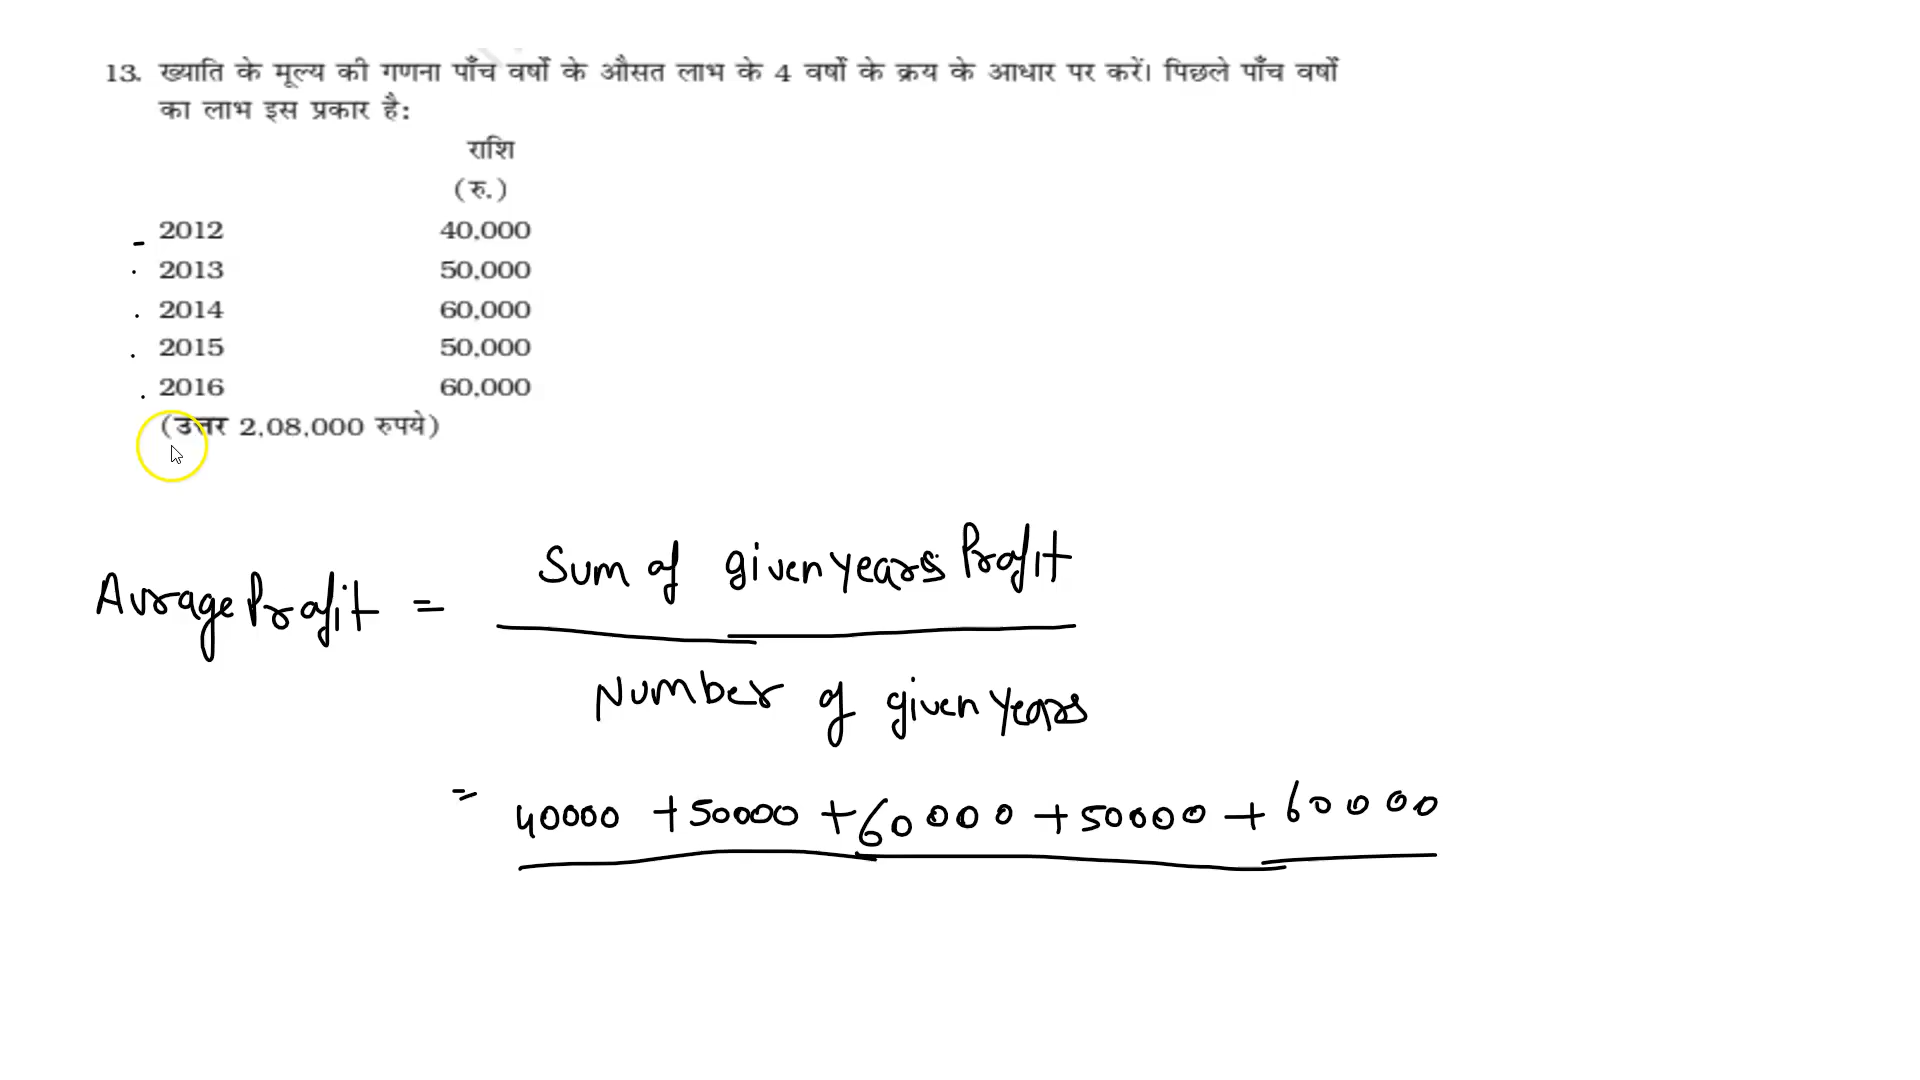 13. ख्याति के मूल्य की गणना पाँच वर्षों के औसत लाभ के 4 वर्षों के क्रय के आधार पर करें। पिछले पाँच वर्षों
का लाभ इस प्रकार है:
राशि
(रु.)
2012 40,000
2013 50,000
2014 60,000
2015 50,000
2016 60,000
(उत्तर 2,08,000 रुपये)
Sum of given years Profit
Avrage Profit =
Number of given years
= 40000 + 50000 + 60000 + 50000 + 60000